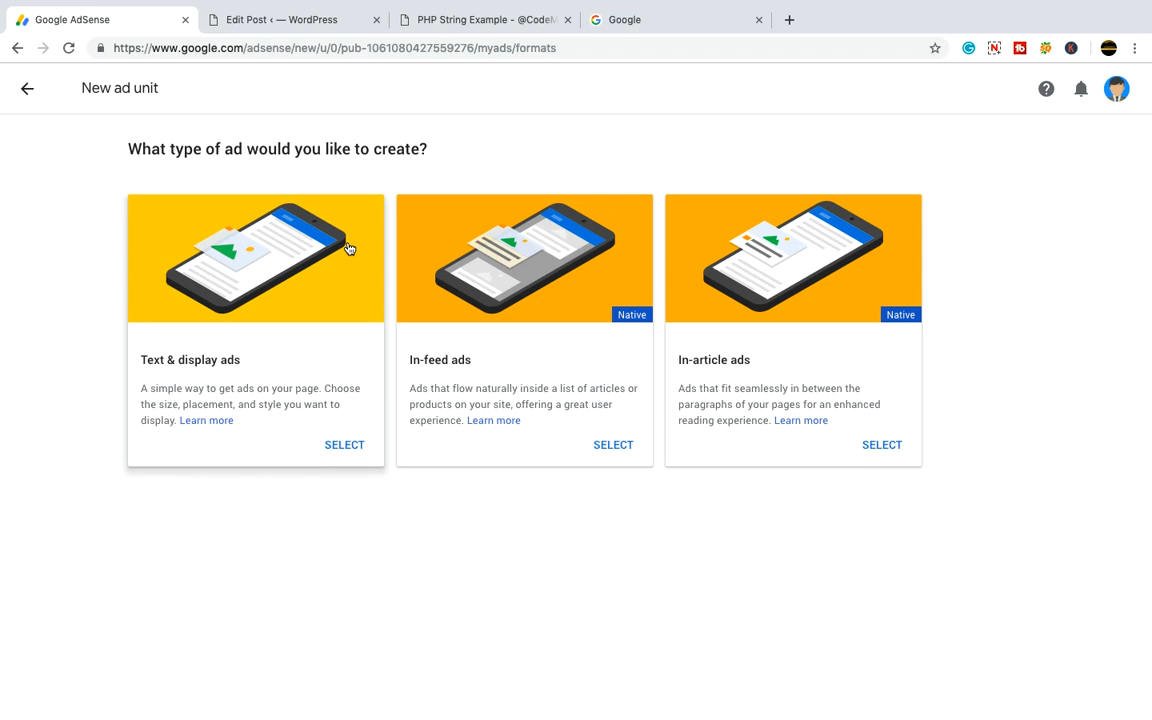 Google AdSense
Edit Post ‹ — WordPress
PHP String Example - @CodeM
Google
https://www.google.com/adsense/new/u/0/pub-1061080427559276/myads/formats
New ad unit
What type of ad would you like to create?
Native
Native
Text & display ads
A simple way to get ads on your page. Choose
the size, placement, and style you want to
display. Learn more
SELECT
In-feed ads
Ads that flow naturally inside a list of articles or
products on your site, offering a great user
experience. Learn more
SELECT
In-article ads
Ads that fit seamlessly in between the
paragraphs of your pages for an enhanced
reading experience. Learn more
SELECT